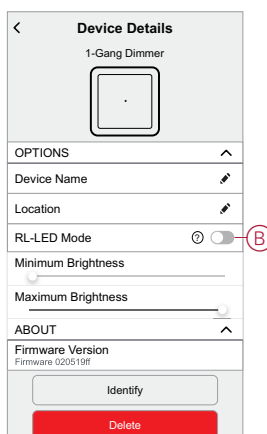 Device Details
1-Gang Dimmer
OPTIONS
Device Name
Location
RL-LED Mode ?
B
Minimum Brightness
Maximum Brightness
ABOUT
Firmware Version
Firmware 020519ff
Identify
Delete